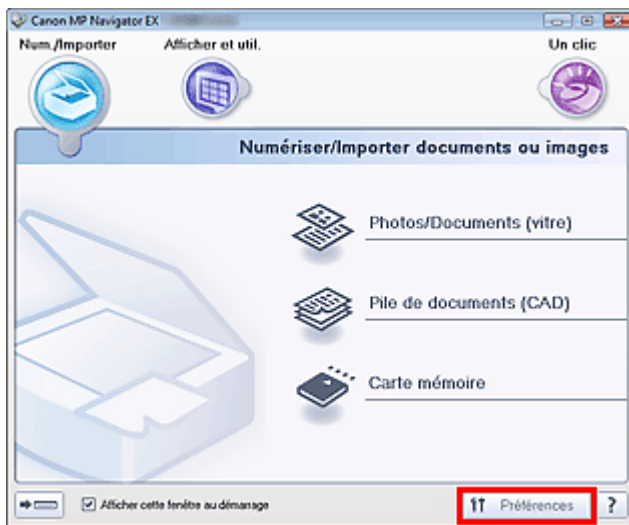 Canon MP Navigator EX
Num./Importer
Afficher et util.
Un clic
Numériser/Importer documents ou images
Photos/Documents (vitre)
Pile de documents (CAD)
Carte mémoire
Afficher cette fenêtre au démarrage
Préférences
?